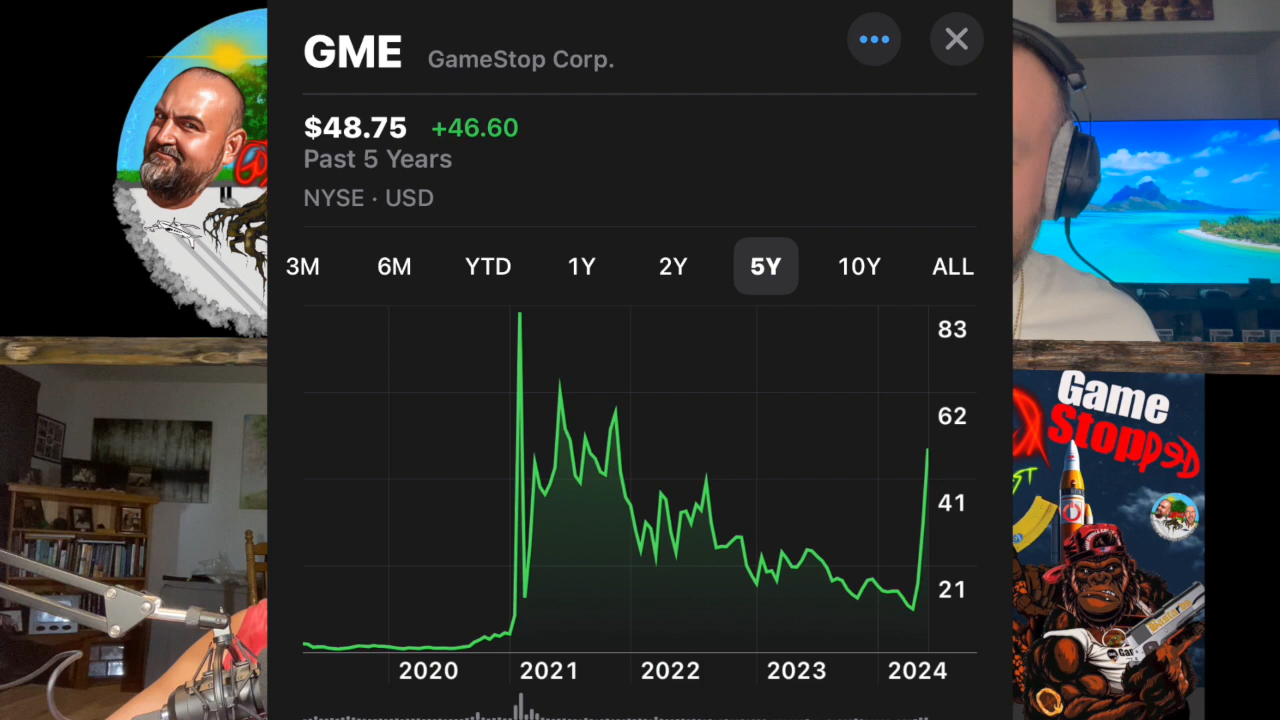 GME GameStop Corp.
$48.75 +46.60
Past 5 Years
NYSE · USD
3M 6M YTD 1Y 2Y 5Y 10Y ALL
83
62
41
21
2020 2021 2022 2023 2024
Game
Stopped